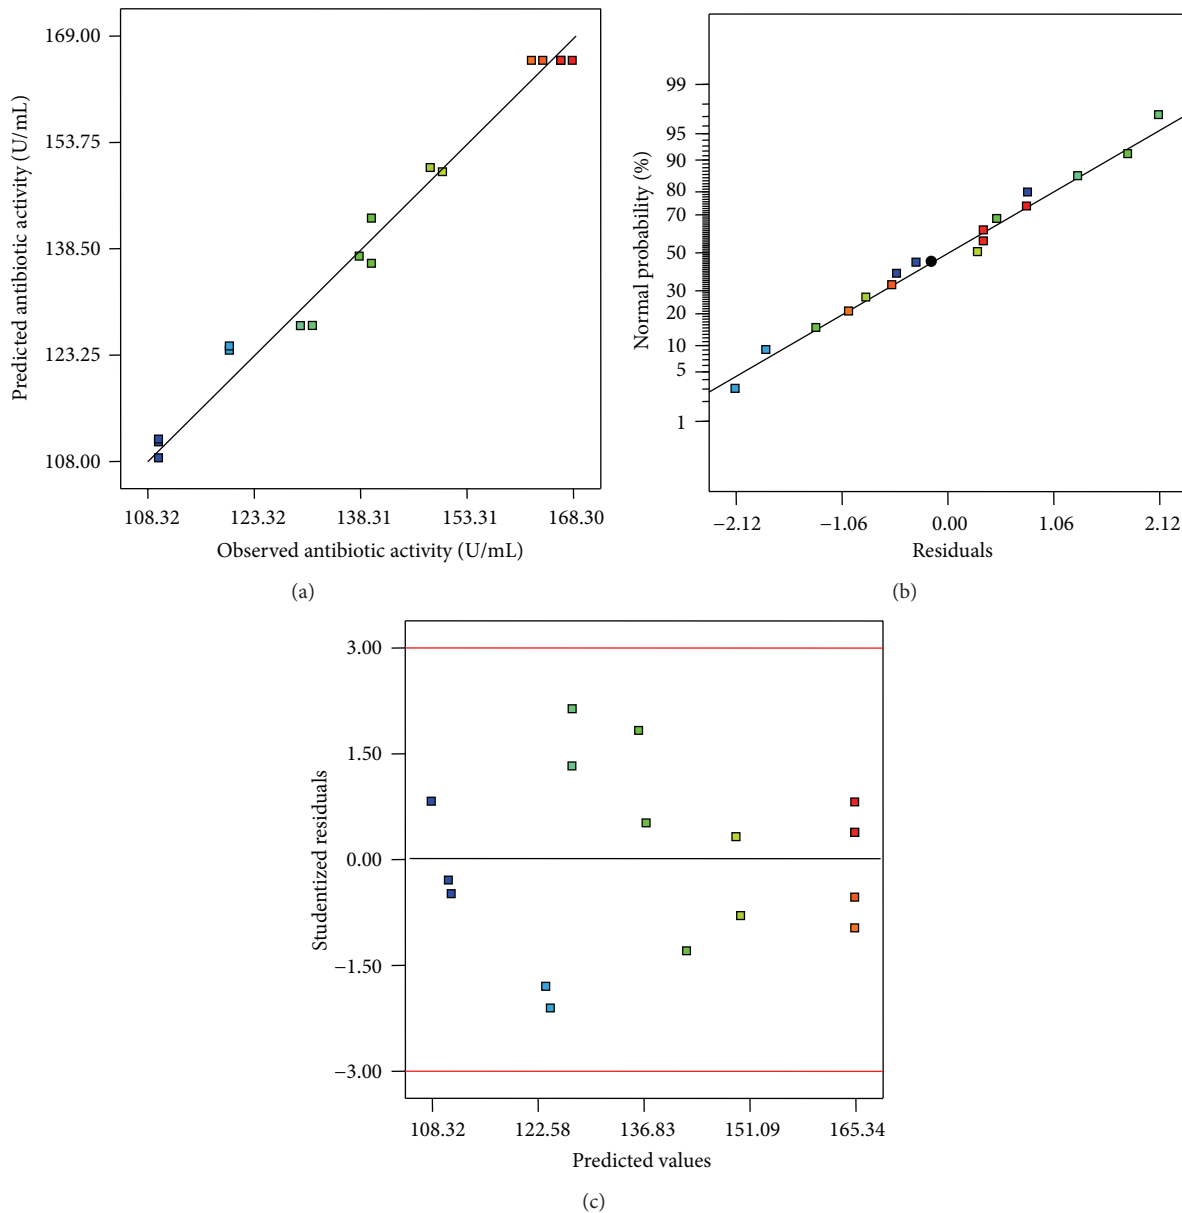 169.00
153.75
138.50
123.25
108.00
Predicted antibiotic activity (U/mL)
108.32 123.32 138.31 153.31 168.30
Observed antibiotic activity (U/mL)
(a)
99
95
90
80
70
50
30
20
10
5
1
Normal probability (%)
−2.12 −1.06 0.00 1.06 2.12
Residuals
(b)
3.00
1.50
0.00
−1.50
−3.00
Studentized residuals
108.32 122.58 136.83 151.09 165.34
Predicted values
(c)